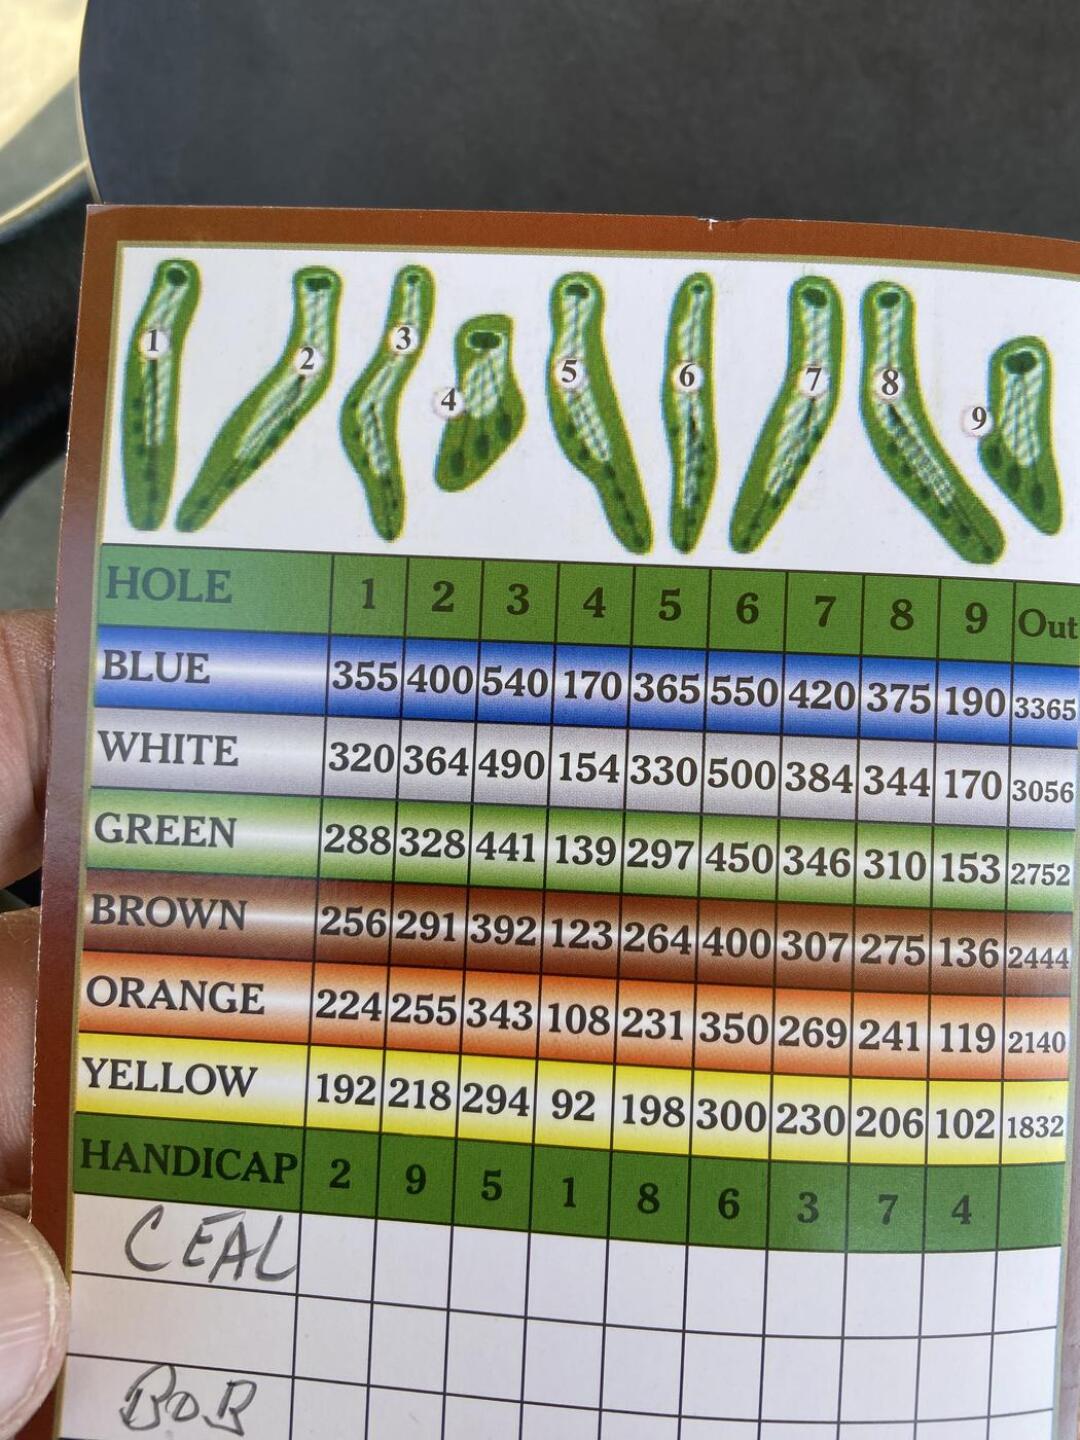 1 2 3 4 5 6 7 8 9
HOLE 1 2 3 4 5 6 7 8 9 Out
BLUE 355 400 540 170 365 550 420 375 190 3365
WHITE 320 364 490 154 330 500 384 344 170 3056
GREEN 288 328 441 139 297 450 346 310 153 2752
BROWN 256 291 392 123 264 400 307 275 136 2444
ORANGE 224 255 343 108 231 350 269 241 119 2140
YELLOW 192 218 294 92 198 300 230 206 102 1832
HANDICAP 2 9 5 1 8 6 3 7 4
CEAL
BOB